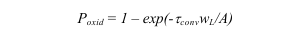 P_oxid = 1 – exp(-τ_conv w_L/A)